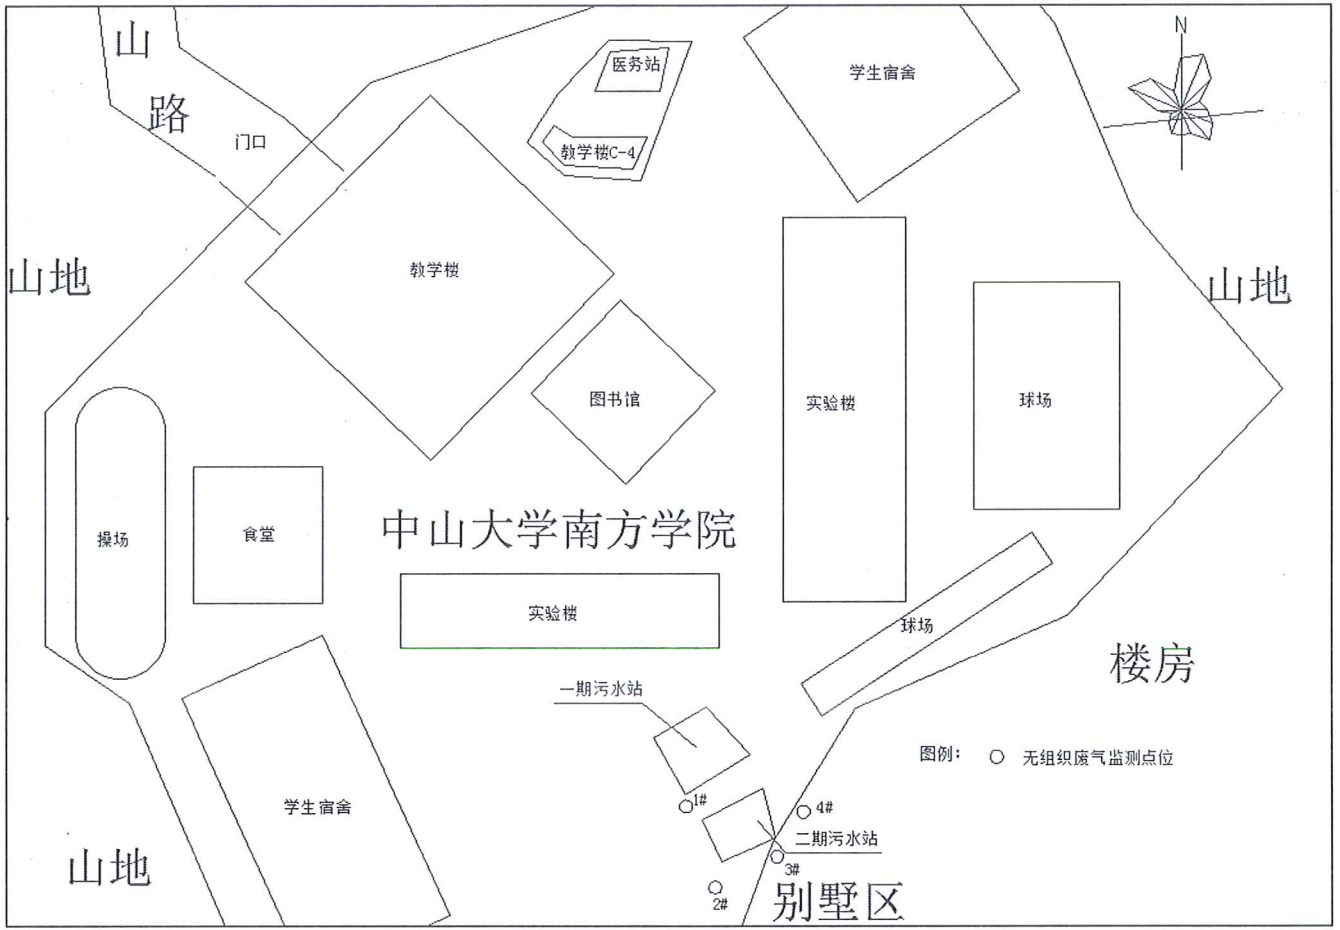 山
路
门口
医务站
教学楼C-4
学生宿舍
N
山地
教学楼
山地
图书馆
实验楼
球场
操场
食堂
中山大学南方学院
实验楼
球场
楼房
一期污水站
图例：
无组织废气监测点位
学生宿舍
1#
4#
二期污水站
3#
2#
山地
别墅区